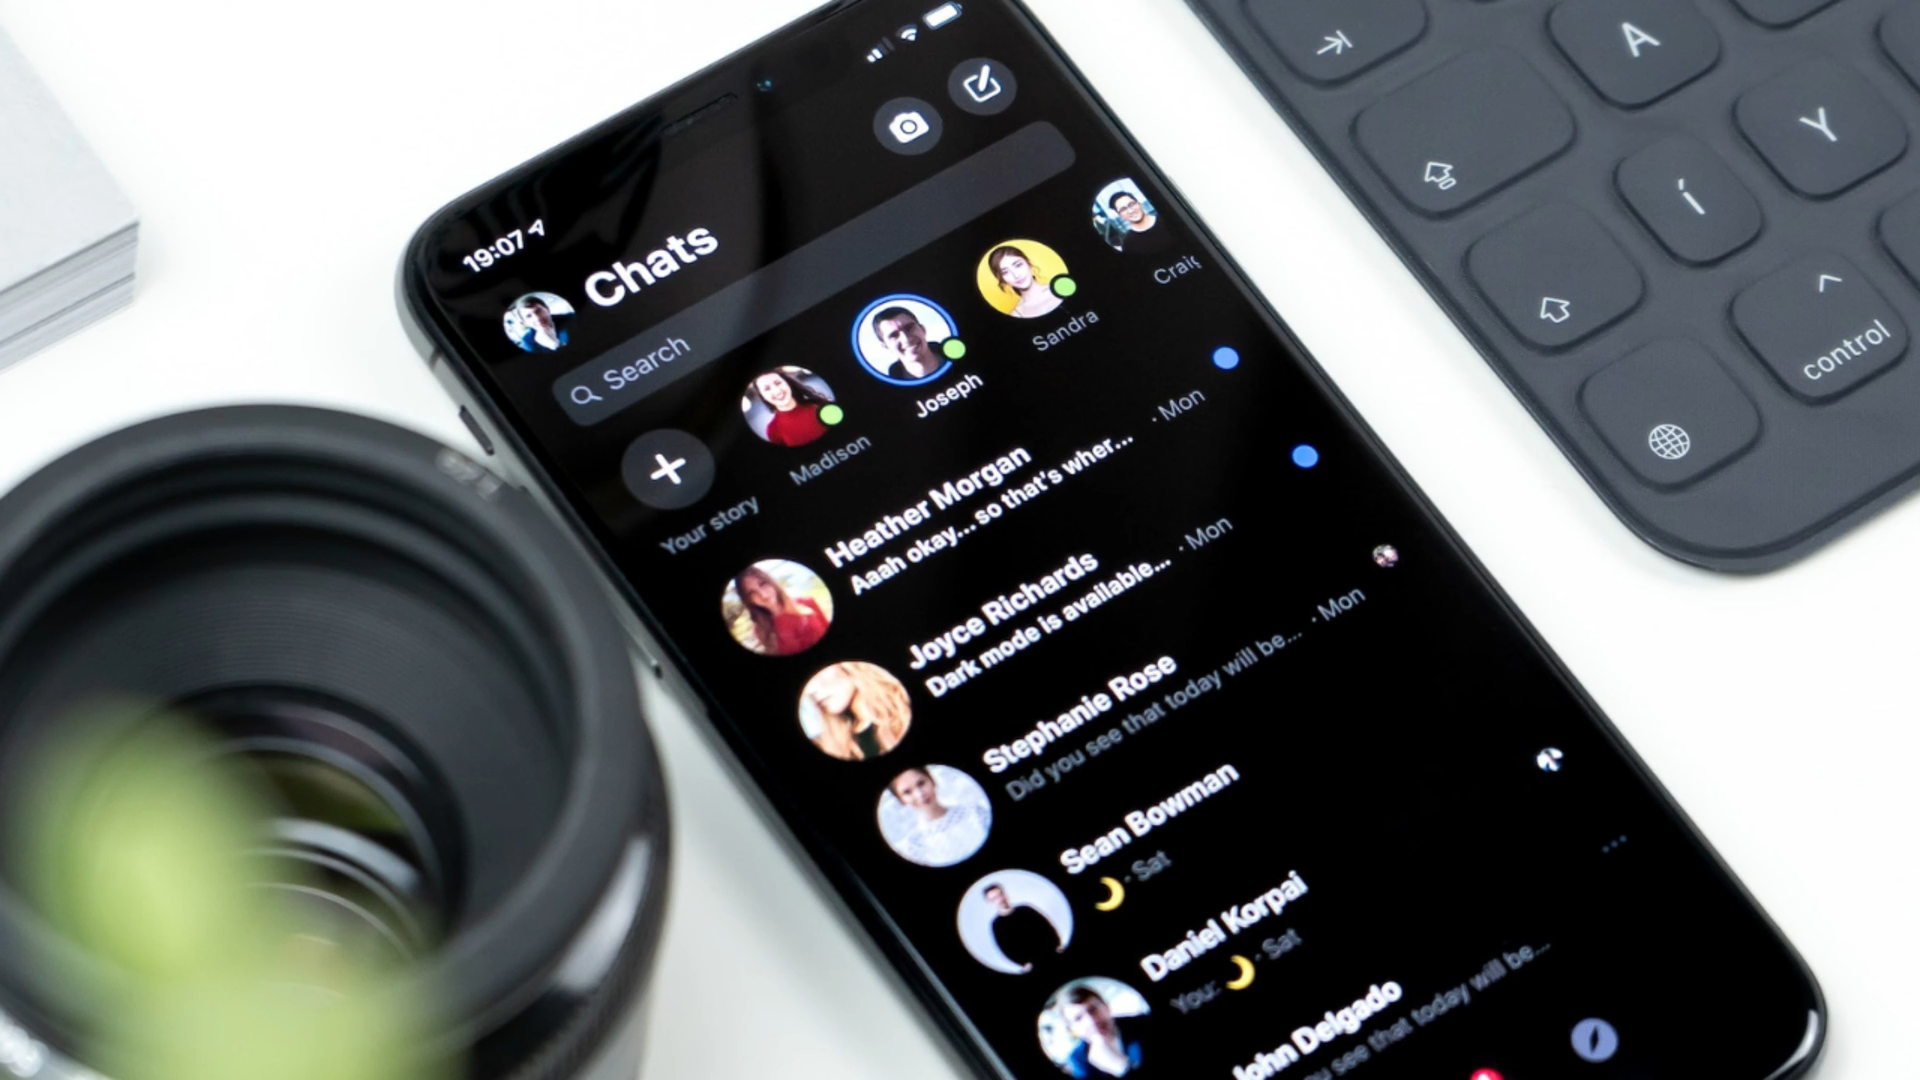 19:07
Chats
Search
Your story
Madison
Joseph
Sandra
Craig
Heather Morgan
Aaah okay...so that's wher... · Mon
Joyce Richards
Dark mode is available... · Mon
Stephanie Rose
Did you see that today will be... · Mon
Sean Bowman
🌙 · Sat
Daniel Korpai
You: 🌙 · Sat
John Delgado
you see that today will be...
A
Y
Í
control